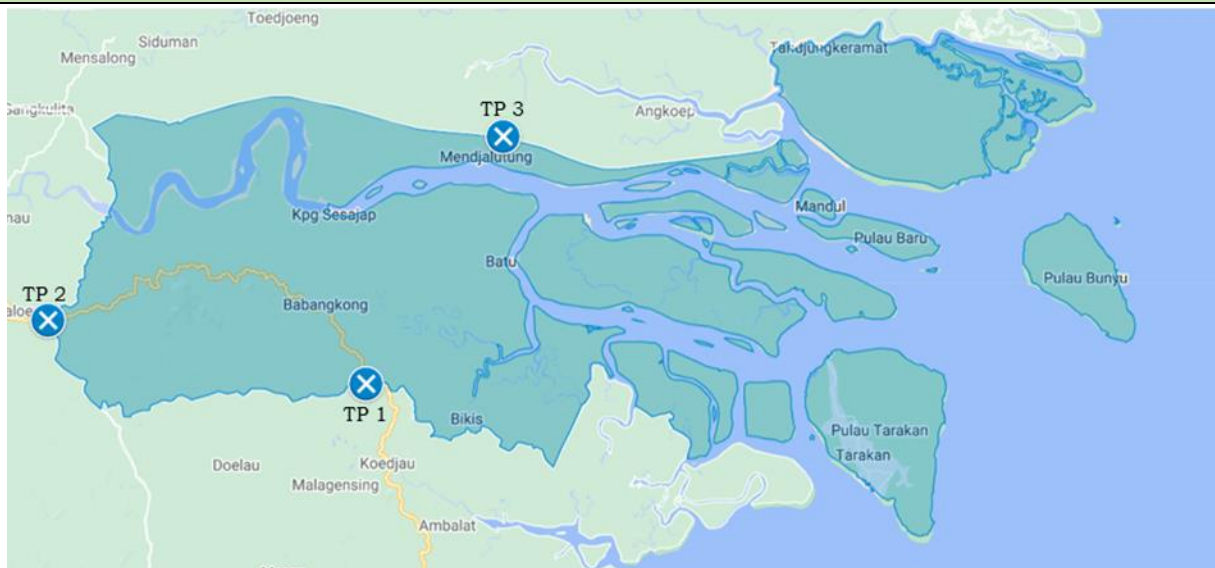 Toedjoeng
Siduman
Mensalong
Tandjungkeramat
Sangkulita
TP 3
Angkoep
Mendjalutung
Mandul
Kpg Sesajap
Pulau Baru
Batu
Pulau Bunyu
TP 2
Babangkong
TP 1
Bikis
Pulau Tarakan
Tarakan
Doelau
Koedjau
Malagensing
Ambalat